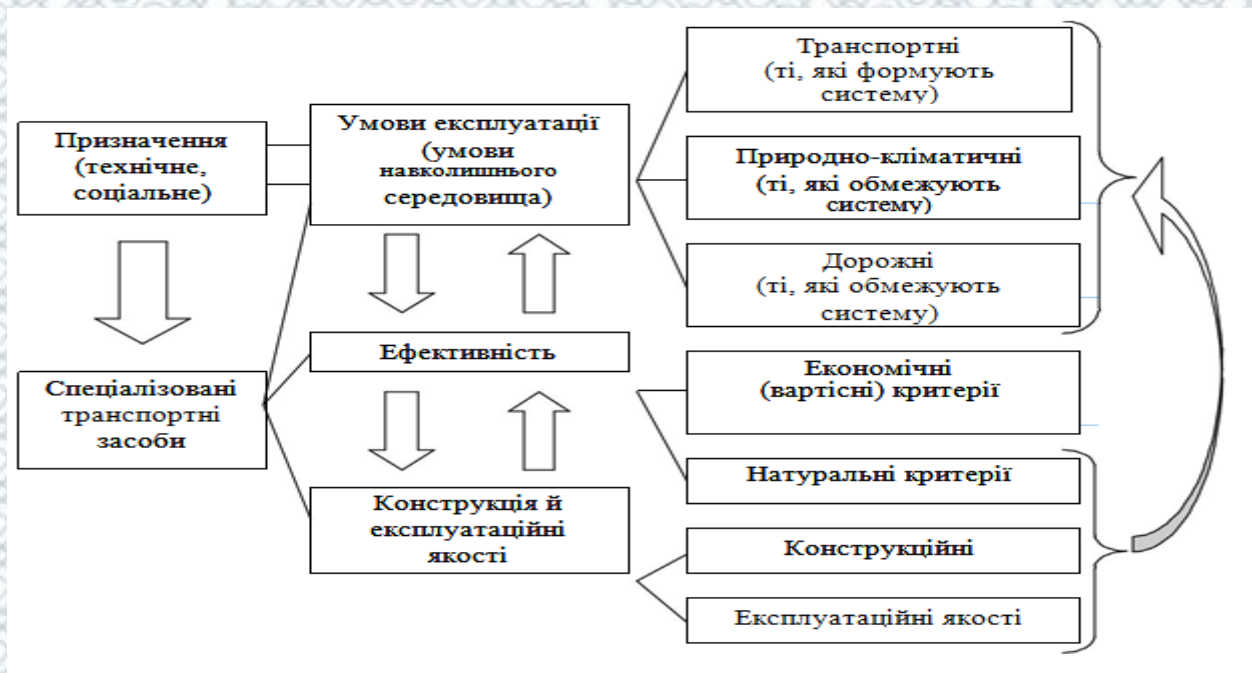 Призначення
(технічне,
соціальне)
Спеціалізовані
транспортні
засоби
Умови експлуатації
(умови
навколишнього
середовища)
Ефективність
Конструкція й
експлуатаційні
якості
Транспортні
(ті, які формують
систему)
Природно-кліматичні
(ті, які обмежують
систему)
Дорожні
(ті, які обмежують
систему)
Економічні
(вартісні) критерії
Натуральні критерії
Конструкційні
Експлуатаційні якості